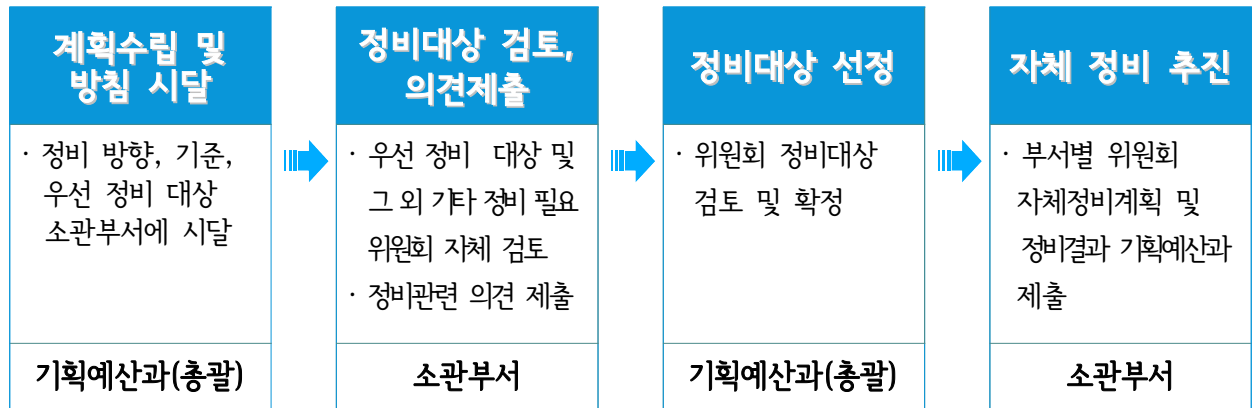 계획수립 및
방침 시달
· 정비 방향, 기준,
우선 정비 대상
소관부서에 시달
기획예산과(총괄)
정비대상 검토,
의견제출
· 우선 정비 대상 및
그 외 기타 정비 필요
위원회 자체 검토
· 정비관련 의견 제출
소관부서
정비대상 선정
· 위원회 정비대상
검토 및 확정
기획예산과(총괄)
자체 정비 추진
· 부서별 위원회
자체정비계획 및
정비결과 기획예산과
제출
소관부서